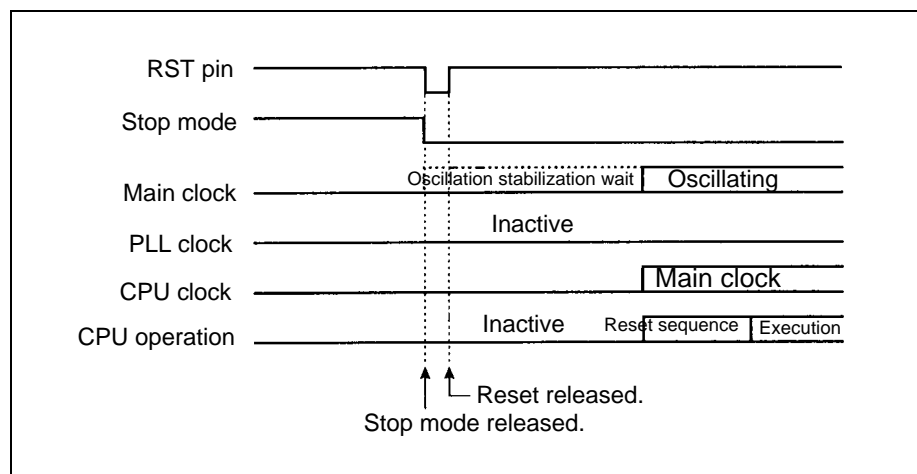 RST pin
Stop mode
Oscillation stabilization wait Oscillating
Main clock
Inactive
PLL clock
Main clock
CPU clock
Inactive Reset sequence Execution
CPU operation
Reset released.
Stop mode released.